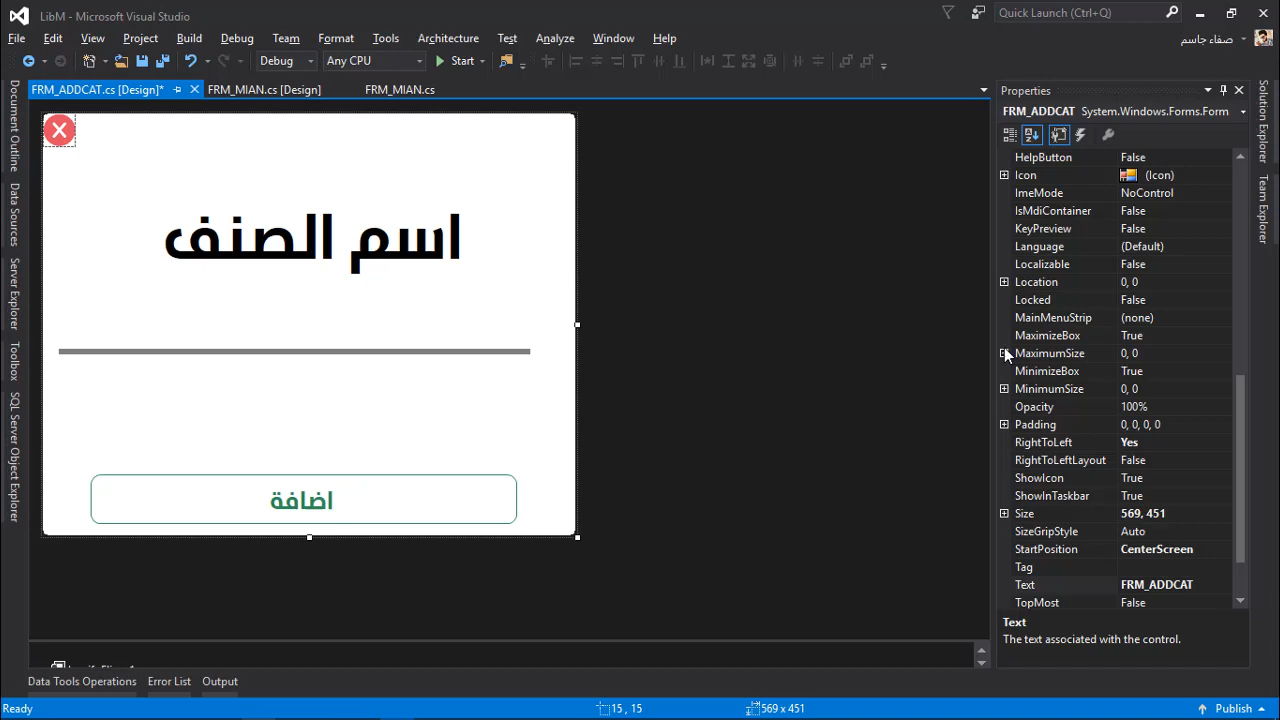 LibM - Microsoft Visual Studio
Quick Launch (Ctrl+Q)
File Edit View Project Build Debug Team Format Tools Architecture Test Analyze Window Help
صفاء جاسم
Debug Any CPU Start
FRM_ADDCAT.cs [Design]* FRM_MIAN.cs [Design] FRM_MIAN.cs
Document Outline
Data Sources
Server Explorer
Toolbox
SQL Server Object Explorer
اسم الصنف
اضافة
Properties
FRM_ADDCAT System.Windows.Forms.Form
HelpButton False
Icon (Icon)
ImeMode NoControl
IsMdiContainer False
KeyPreview False
Language (Default)
Localizable False
Location 0, 0
Locked False
MainMenuStrip (none)
MaximizeBox True
MaximumSize 0, 0
MinimizeBox True
MinimumSize 0, 0
Opacity 100%
Padding 0, 0, 0, 0
RightToLeft Yes
RightToLeftLayout False
ShowIcon True
ShowInTaskbar True
Size 569, 451
SizeGripStyle Auto
StartPosition CenterScreen
Tag
Text FRM_ADDCAT
TopMost False
Text
The text associated with the control.
Solution Explorer
Team Explorer
Data Tools Operations Error List Output
Ready 15 , 15 569 x 451 Publish